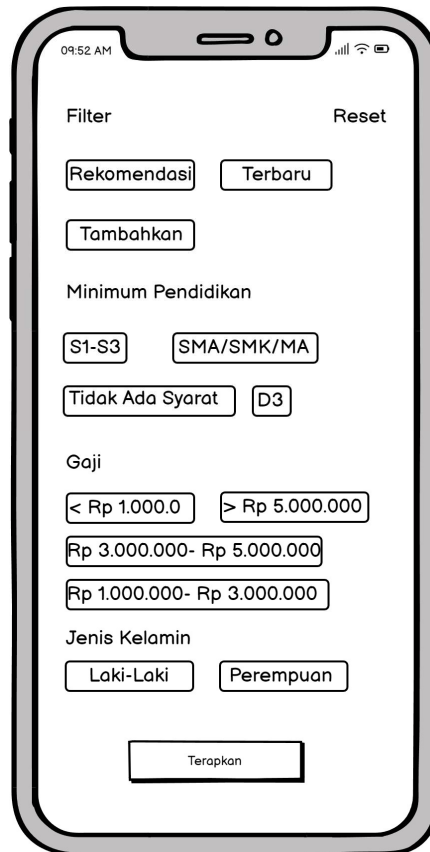 09:52 AM
Filter Reset
Rekomendasi Terbaru
Tambahkan
Minimum Pendidikan
S1-S3 SMA/SMK/MA
Tidak Ada Syarat D3
Gaji
< Rp 1.000.0 > Rp 5.000.000
Rp 3.000.000- Rp 5.000.000
Rp 1.000.000- Rp 3.000.000
Jenis Kelamin
Laki-Laki Perempuan
Terapkan